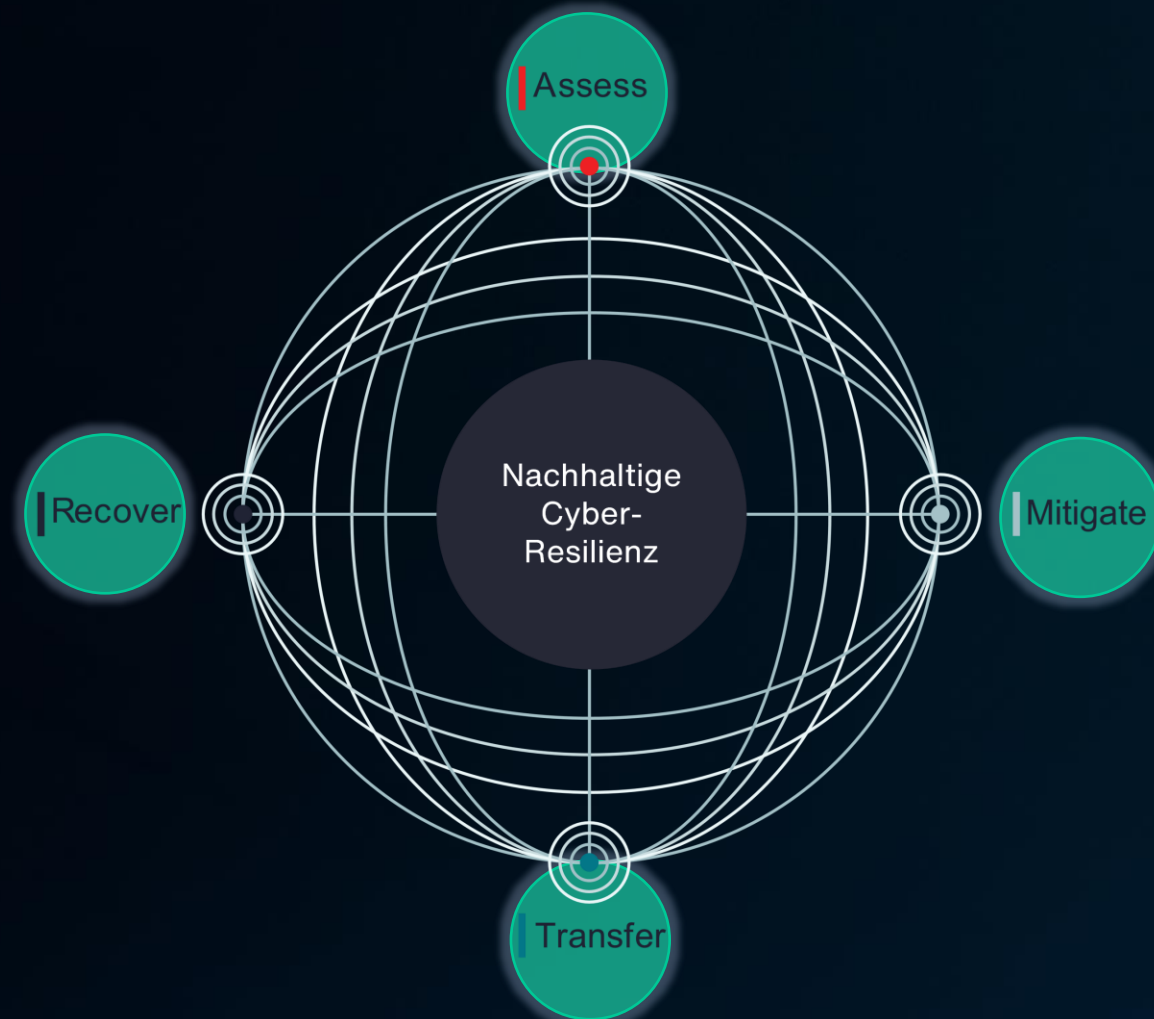 Assess
Recover
Nachhaltige
Cyber-
Resilienz
Mitigate
Transfer